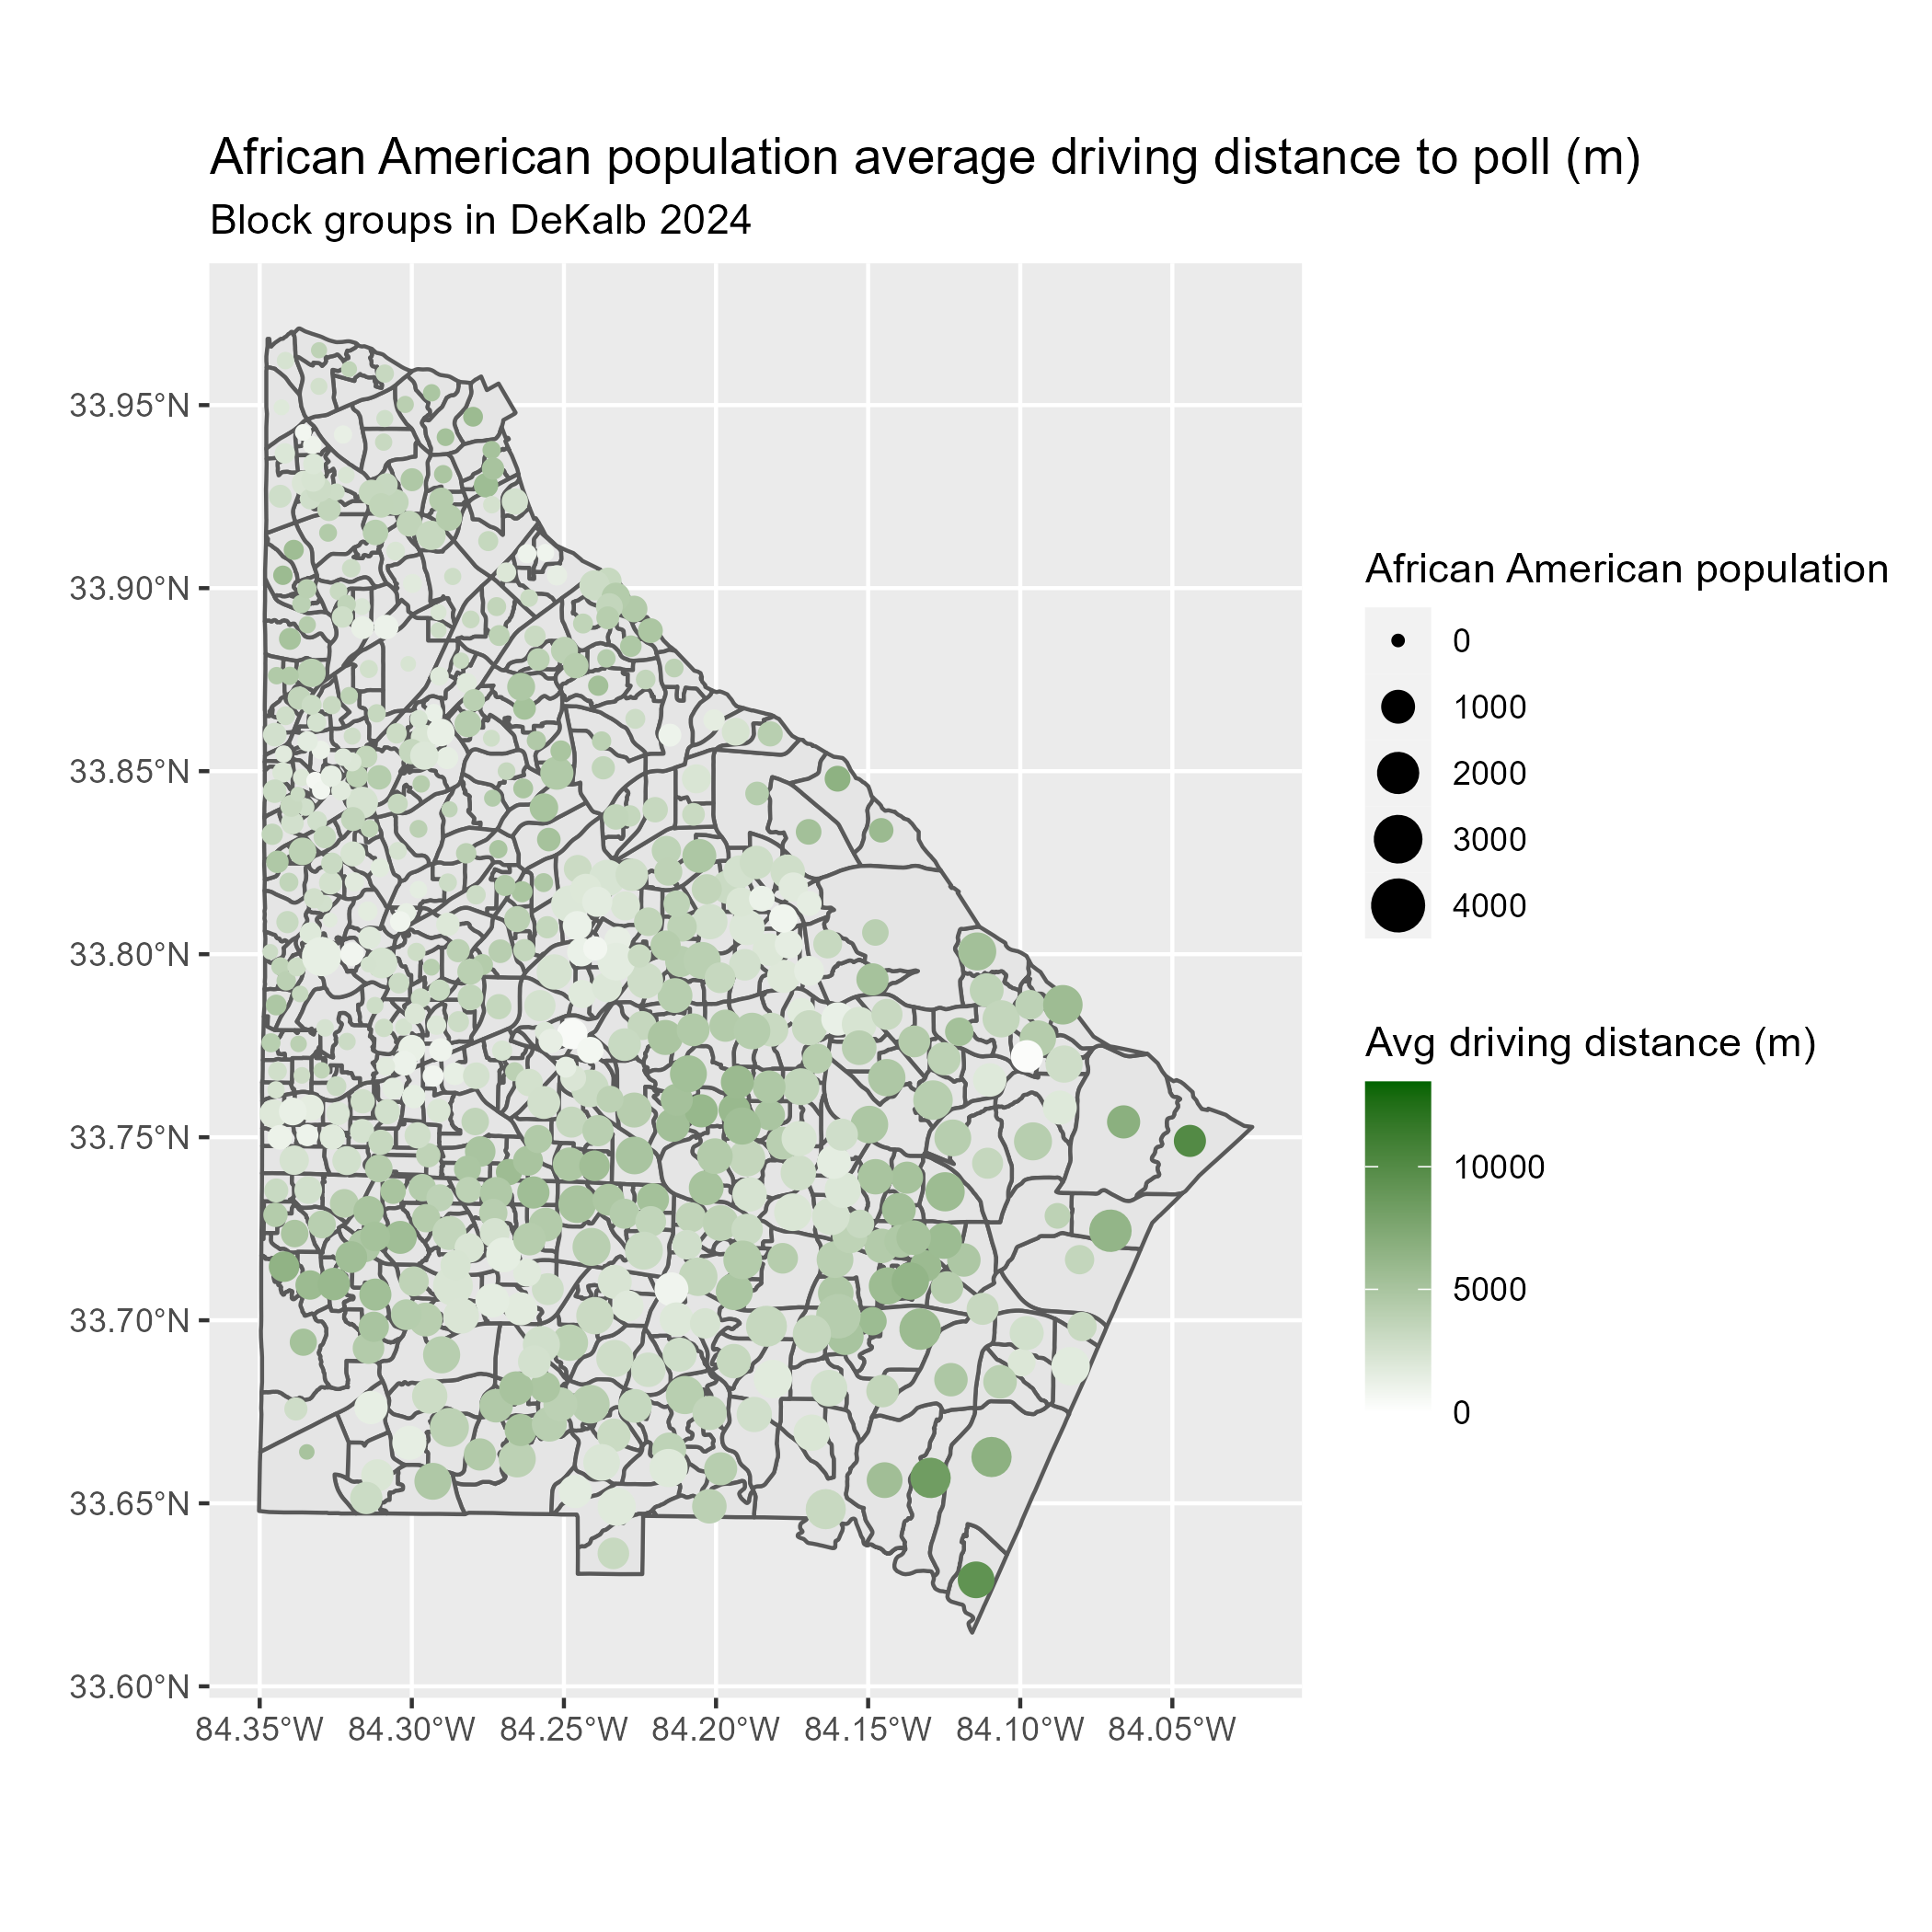 African American population average driving distance to poll (m)
Block groups in DeKalb 2024
33.95°N
33.90°N
33.85°N
33.80°N
33.75°N
33.70°N
33.65°N
33.60°N
84.35°W 84.30°W 84.25°W 84.20°W 84.15°W 84.10°W 84.05°W
African American population
0
1000
2000
3000
4000
Avg driving distance (m)
10000
5000
0